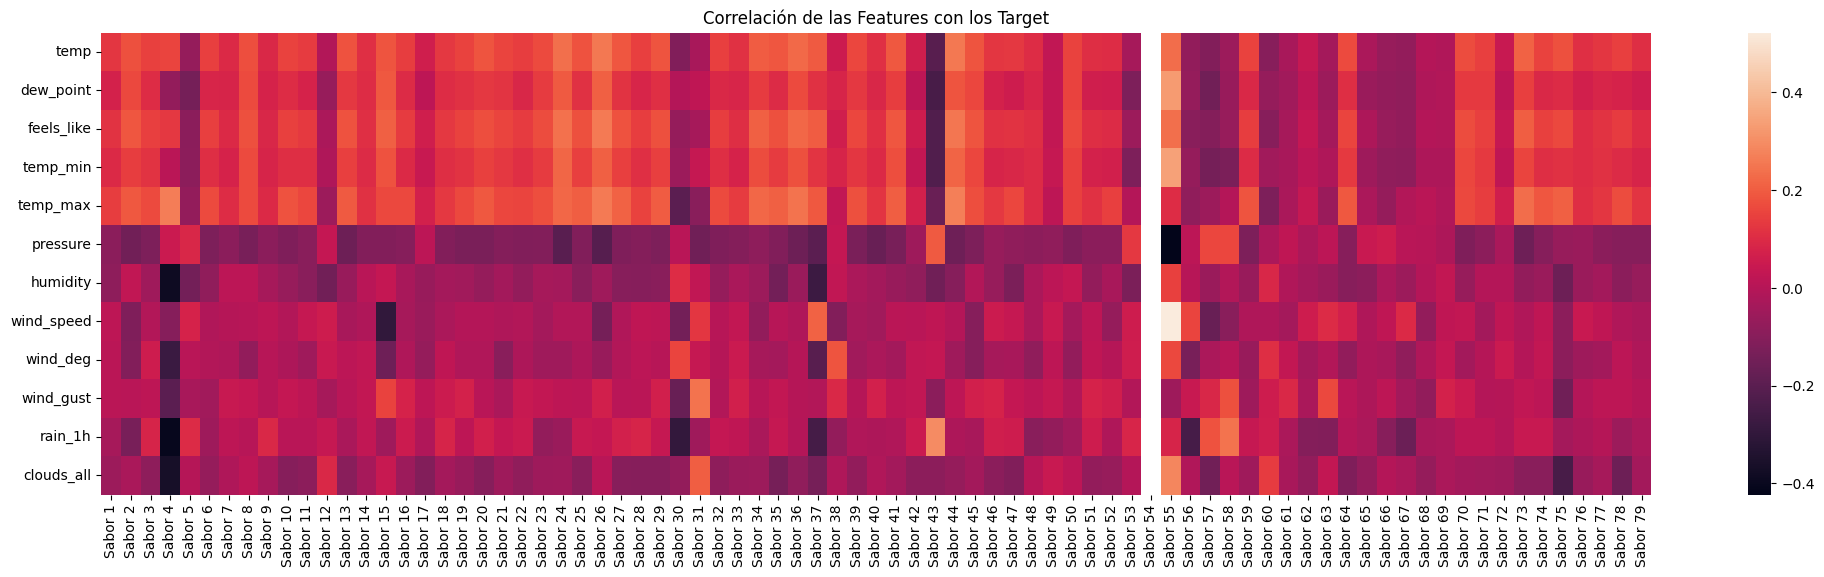 Correlación de las Features con los Target
temp
dew_point
feels_like
temp_min
temp_max
pressure
humidity
wind_speed
wind_deg
wind_gust
rain_1h
clouds_all
Sabor 1
Sabor 2
Sabor 3
Sabor 4
Sabor 5
Sabor 6
Sabor 7
Sabor 8
Sabor 9
Sabor 10
Sabor 11
Sabor 12
Sabor 13
Sabor 14
Sabor 15
Sabor 16
Sabor 17
Sabor 18
Sabor 19
Sabor 20
Sabor 21
Sabor 22
Sabor 23
Sabor 24
Sabor 25
Sabor 26
Sabor 27
Sabor 28
Sabor 29
Sabor 30
Sabor 31
Sabor 32
Sabor 33
Sabor 34
Sabor 35
Sabor 36
Sabor 37
Sabor 38
Sabor 39
Sabor 40
Sabor 41
Sabor 42
Sabor 43
Sabor 44
Sabor 45
Sabor 46
Sabor 47
Sabor 48
Sabor 49
Sabor 50
Sabor 51
Sabor 52
Sabor 53
Sabor 54
Sabor 55
Sabor 56
Sabor 57
Sabor 58
Sabor 59
Sabor 60
Sabor 61
Sabor 62
Sabor 63
Sabor 64
Sabor 65
Sabor 66
Sabor 67
Sabor 68
Sabor 69
Sabor 70
Sabor 71
Sabor 72
Sabor 73
Sabor 74
Sabor 75
Sabor 76
Sabor 77
Sabor 78
Sabor 79
0.4
0.2
0.0
−0.2
−0.4